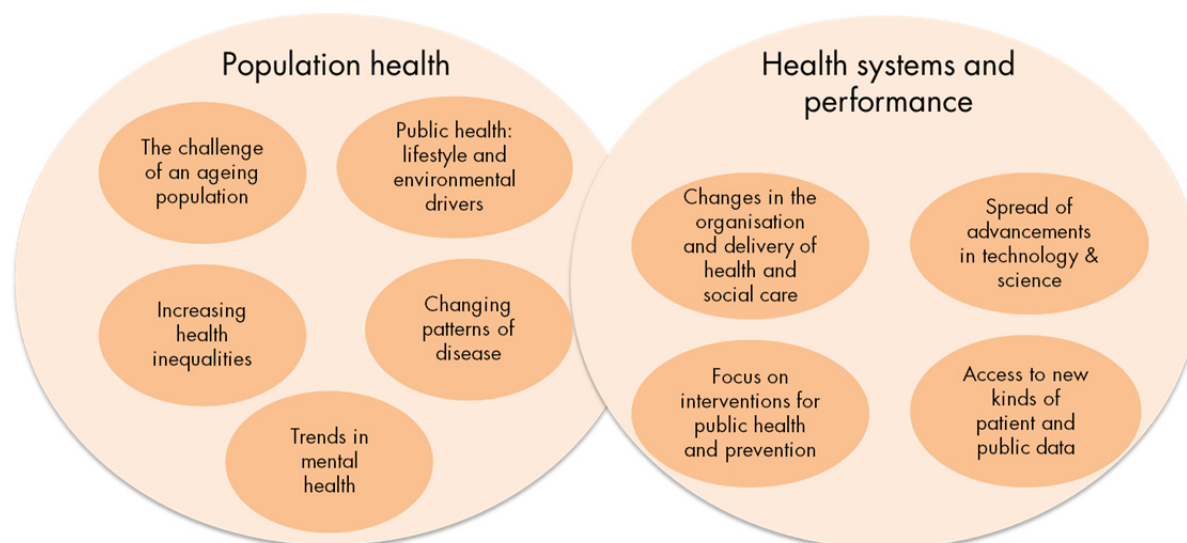 Population health
The challenge
of an ageing
population
Public health:
lifestyle and
environmental
drivers
Increasing
health
inequalities
Changing
patterns of
disease
Trends in
mental
health
Health systems and
performance
Changes in the
organisation
and delivery of
health and
social care
Spread of
advancements
in technology &
science
Focus on
interventions for
public health
and prevention
Access to new
kinds of
patient and
public data